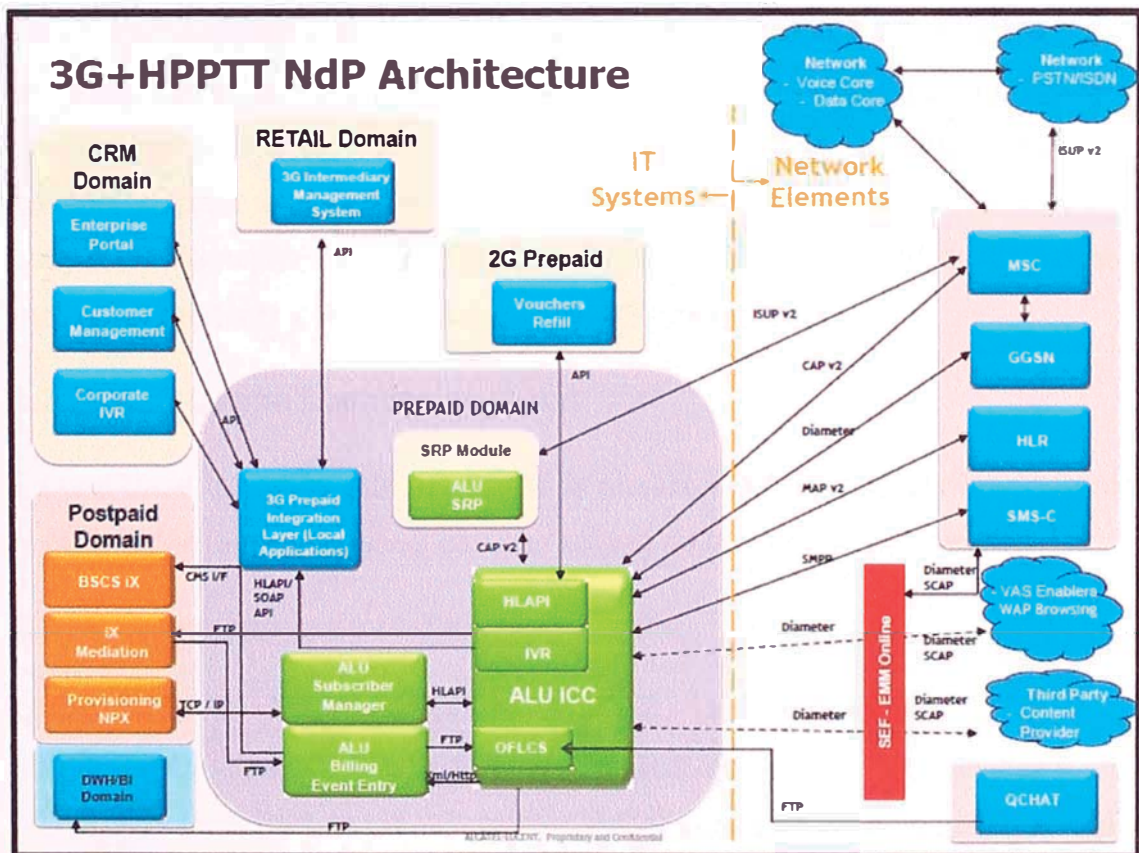 3G+HPPTT NdP Architecture
Network
- Voice Core
- Data Core
Network
- PSTN/ISDN
ISUP v2
IT
Systems
Network
Elements
CRM
Domain
Enterprise
Portal
Customer
Management
Corporate
IVR
API
RETAIL Domain
3G Intermediary
Management
System
API
2G Prepaid
Vouchers
Refill
API
ISUP v2
CAP v2
Diameter
MAP v2
SMPP
MSC
GGSN
HLR
SMS-C
PREPAID DOMAIN
SRP Module
ALU
SRP
CAP v2
3G Prepaid
Integration
Layer (Local
Applications)
HLAPI/
SOAP
API
Postpaid
Domain
BSCS iX
iX
Mediation
Provisioning
NPX
CMS I/F
FTP
TCP / IP
FTP
ALU
Subscriber
Manager
HLAPI
ALU
Billing
Event Entry
FTP
Xml/Http
HLAPI
IVR
ALU ICC
OFLCS
Diameter
Diameter
SEF - EMM Online
Diameter
SCAP
Diameter
SCAP
Diameter
SCAP
- VAS Enablers
WAP Browsing
Third Party
Content
Provider
QCHAT
FTP
DWH/BI
Domain
FTP
ALCATEL-LUCENT, Proprietary and Confidential